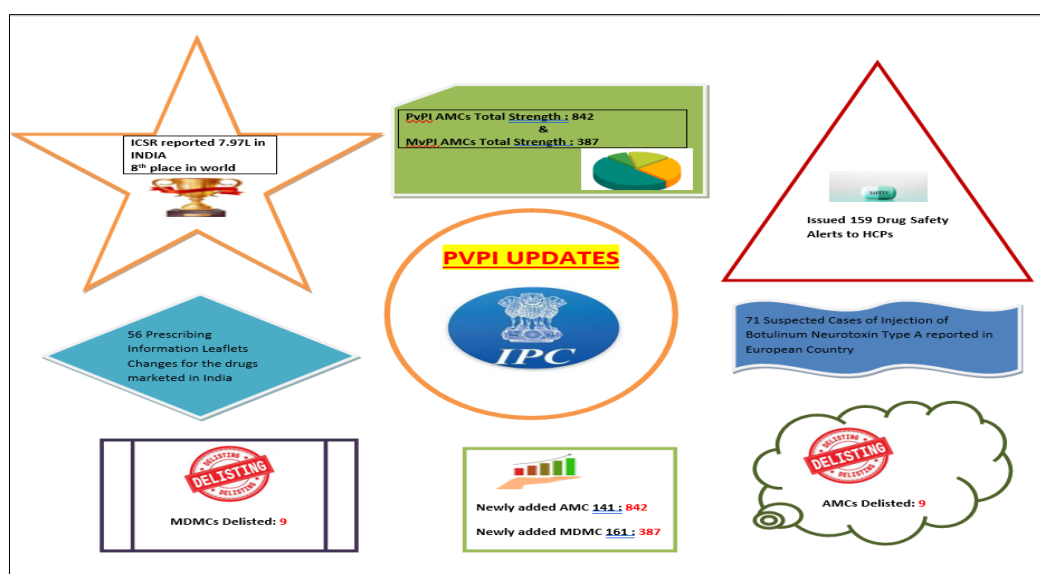 ICSR reported 7.97L in
INDIA
8th place in world
PvPI AMCs Total Strength : 842
&
MvPI AMCs Total Strength : 387
SAFETY
Issued 159 Drug Safety
Alerts to HCPs
PVPI UPDATES
IPC
56 Prescribing
Information Leaflets
Changes for the drugs
marketed in India
71 Suspected Cases of Injection of
Botulinum Neurotoxin Type A reported in
European Country
DELISTING
DELISTING
DELISTING
MDMCs Delisted: 9
Newly added AMC 141 : 842
Newly added MDMC 161 : 387
DELISTING
DELISTING
DELISTING
AMCs Delisted: 9